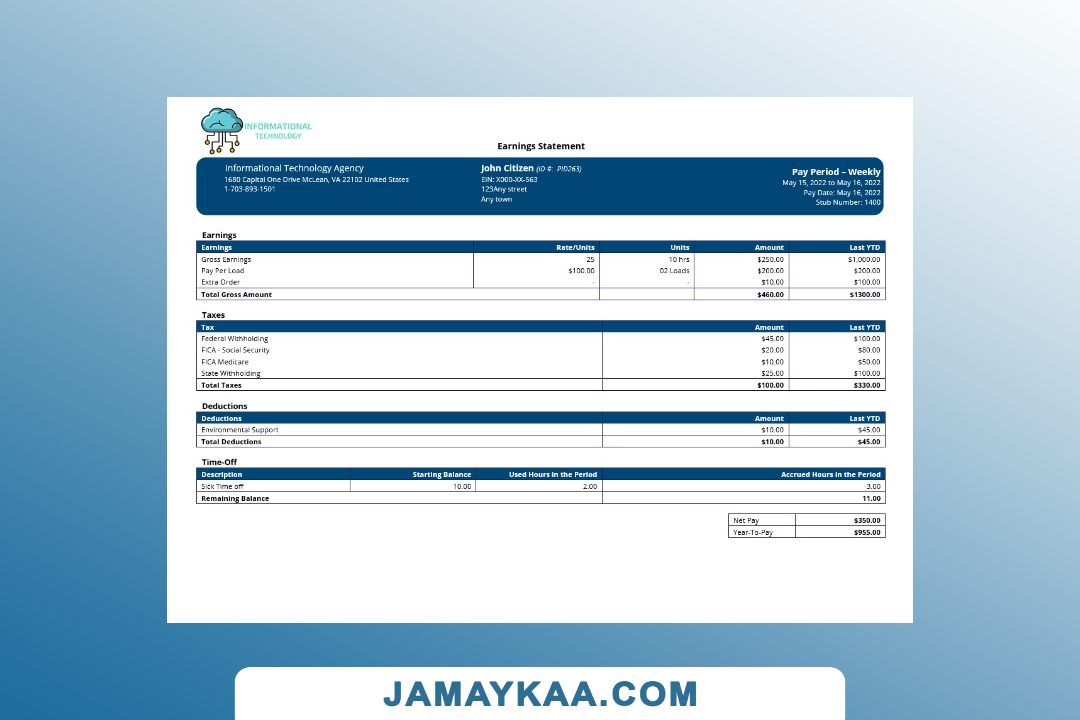 INFORMATIONAL
TECHNOLOGY
Earnings Statement
Informational Technology Agency
1680 Capital One Drive McLean, VA 22102 United States
1-703-893-1501
John Citizen (ID #: PID263)
EIN: X000-XX-563
123Any street
Any town
Pay Period – Weekly
May 15, 2022 to May 16, 2022
Pay Date: May 16, 2022
Stub Number: 1400
Earnings
Earnings Rate/Units Units Amount Last YTD
Gross Earnings 25 10 hrs $250.00 $1,000.00
Pay Per Load $100.00 02 Loads $200.00 $200.00
Extra Order - - $10.00 $100.00
Total Gross Amount $460.00 $1300.00
Taxes
Tax Amount Last YTD
Federal Withholding $45.00 $100.00
FICA - Social Security $20.00 $80.00
FICA Medicare $10.00 $50.00
State Withholding $25.00 $100.00
Total Taxes $100.00 $330.00
Deductions
Deductions Amount Last YTD
Environmental Support $10.00 $45.00
Total Deductions $10.00 $45.00
Time-Off
Description Starting Balance Used Hours in the Period Accrued Hours in the Period
Sick Time off 10.00 2.00 3.00
Remaining Balance 11.00
Net Pay $350.00
Year-To-Pay $955.00
JAMAYKAA.COM